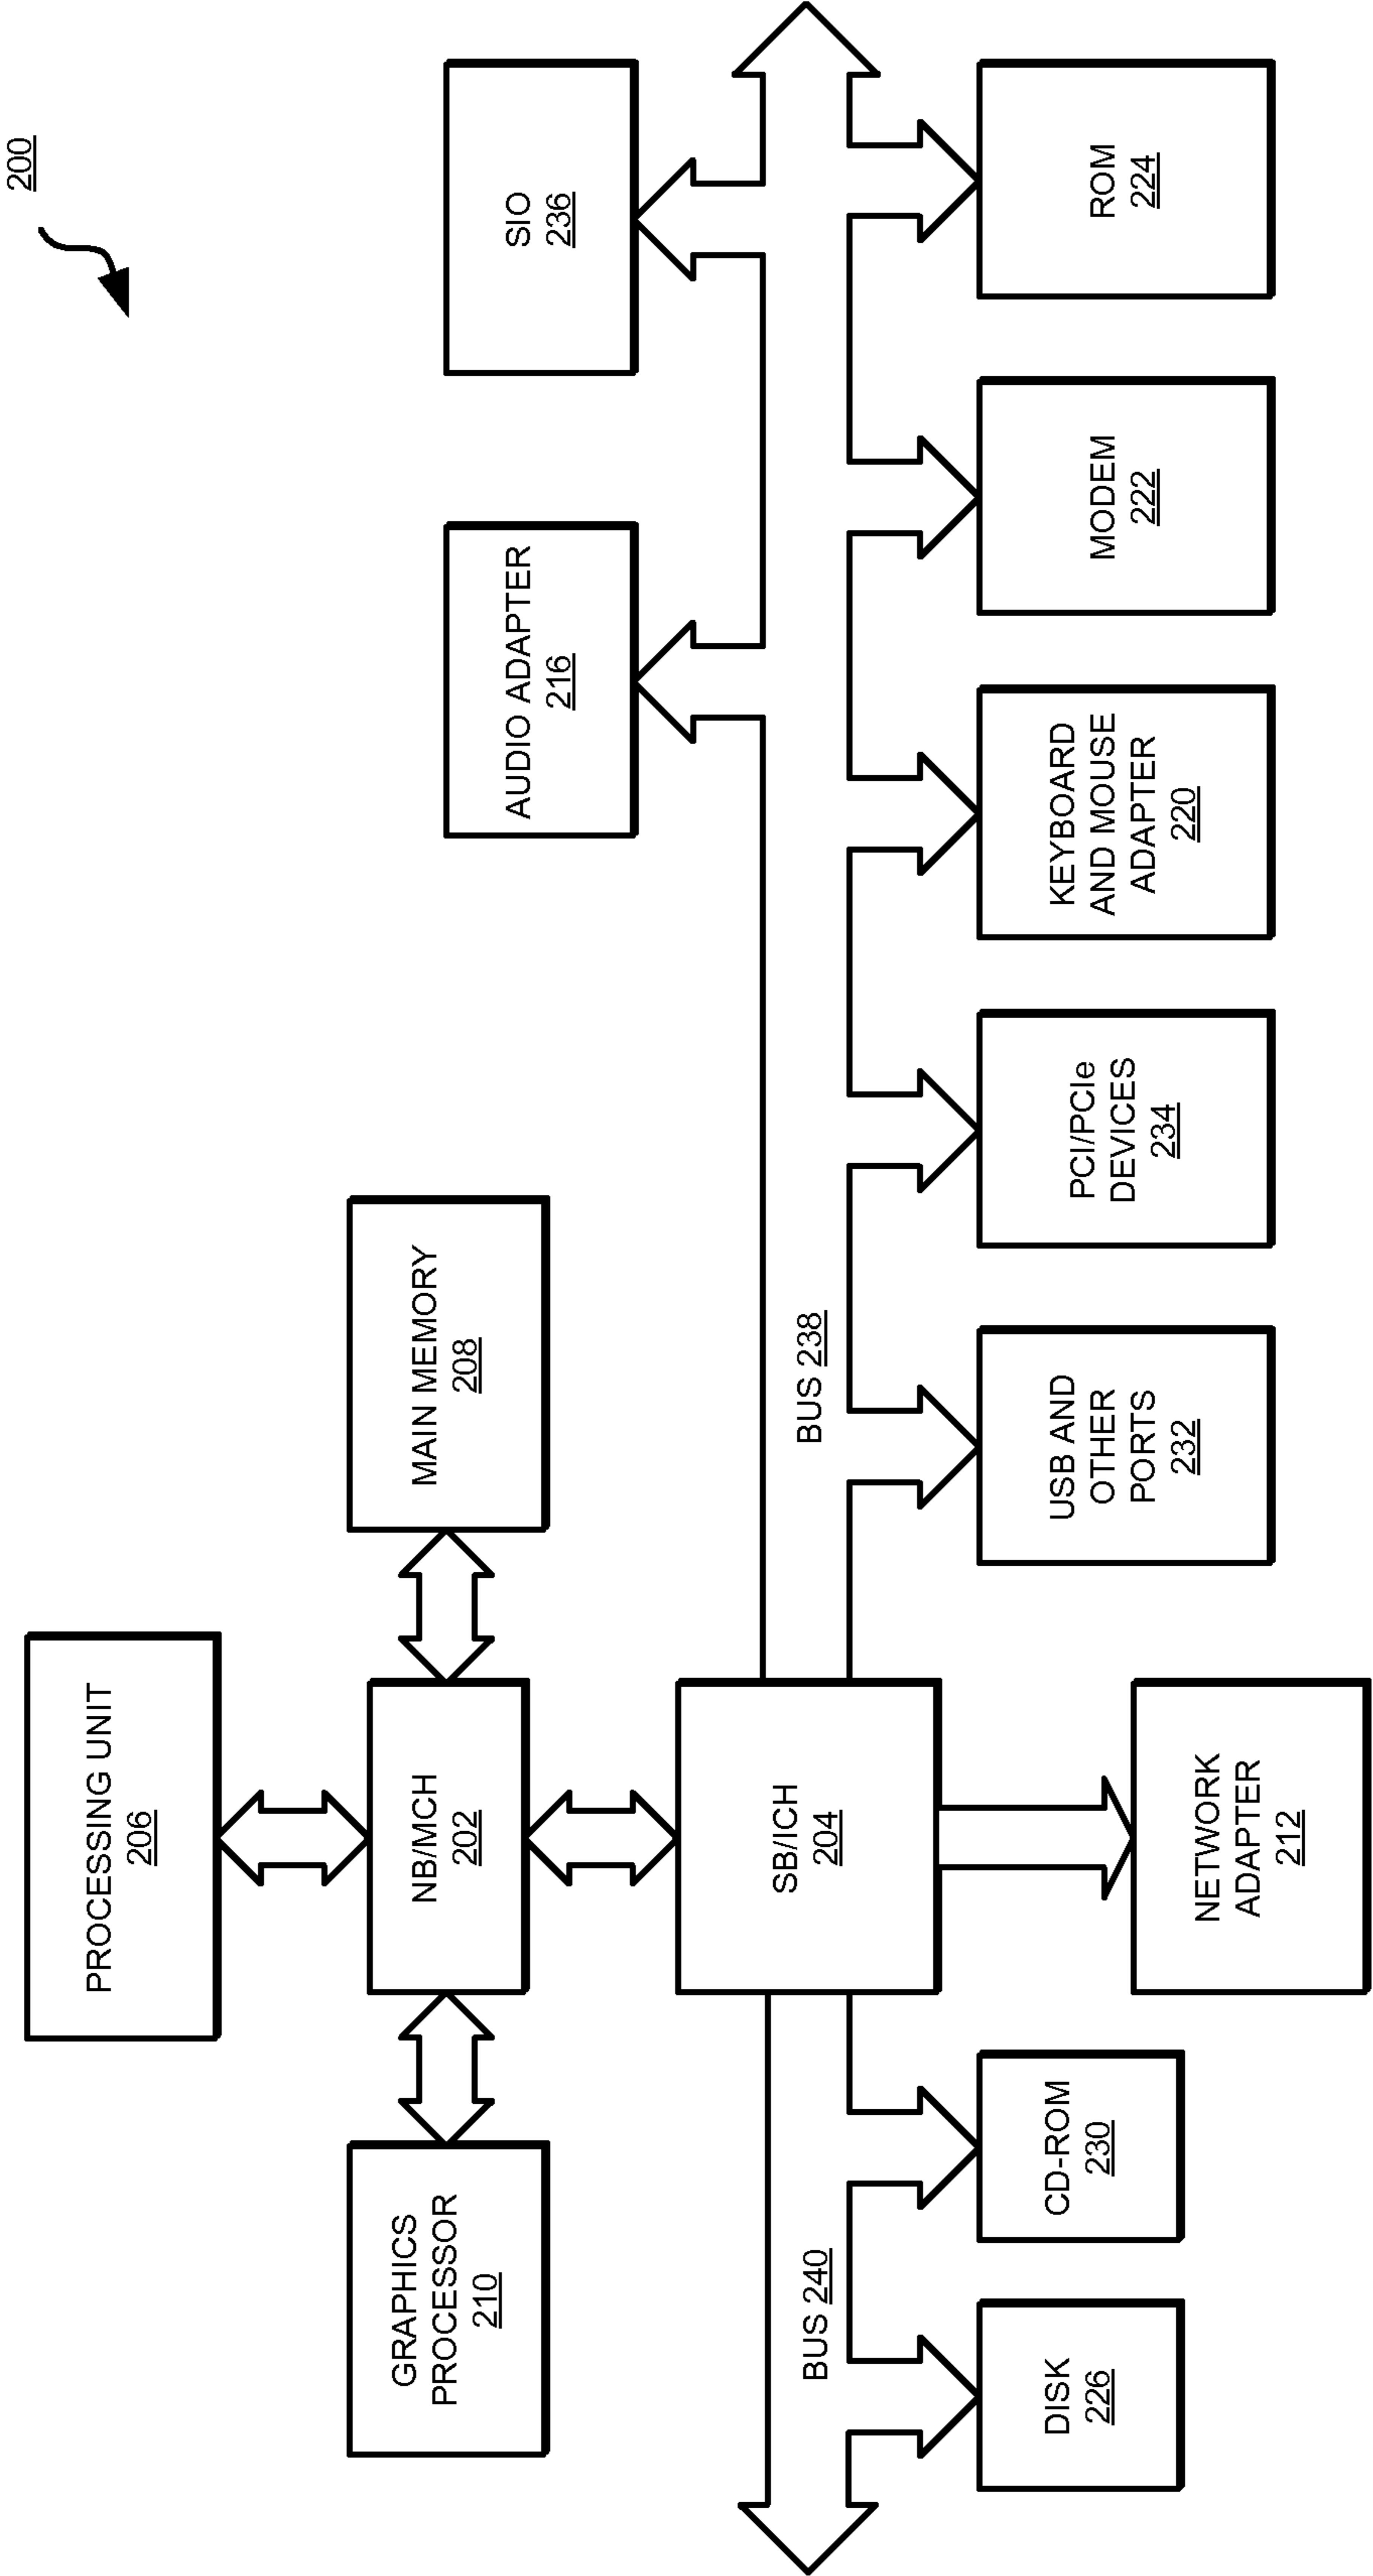 200
PROCESSING UNIT
206
GRAPHICS
PROCESSOR
210
NB/MCH
202
MAIN MEMORY
208
AUDIO ADAPTER
216
SIO
236
SB/ICH
204
BUS 240
BUS 238
DISK
226
CD-ROM
230
NETWORK
ADAPTER
212
USB AND
OTHER
PORTS
232
PCI/PCIe
DEVICES
234
KEYBOARD
AND MOUSE
ADAPTER
220
MODEM
222
ROM
224